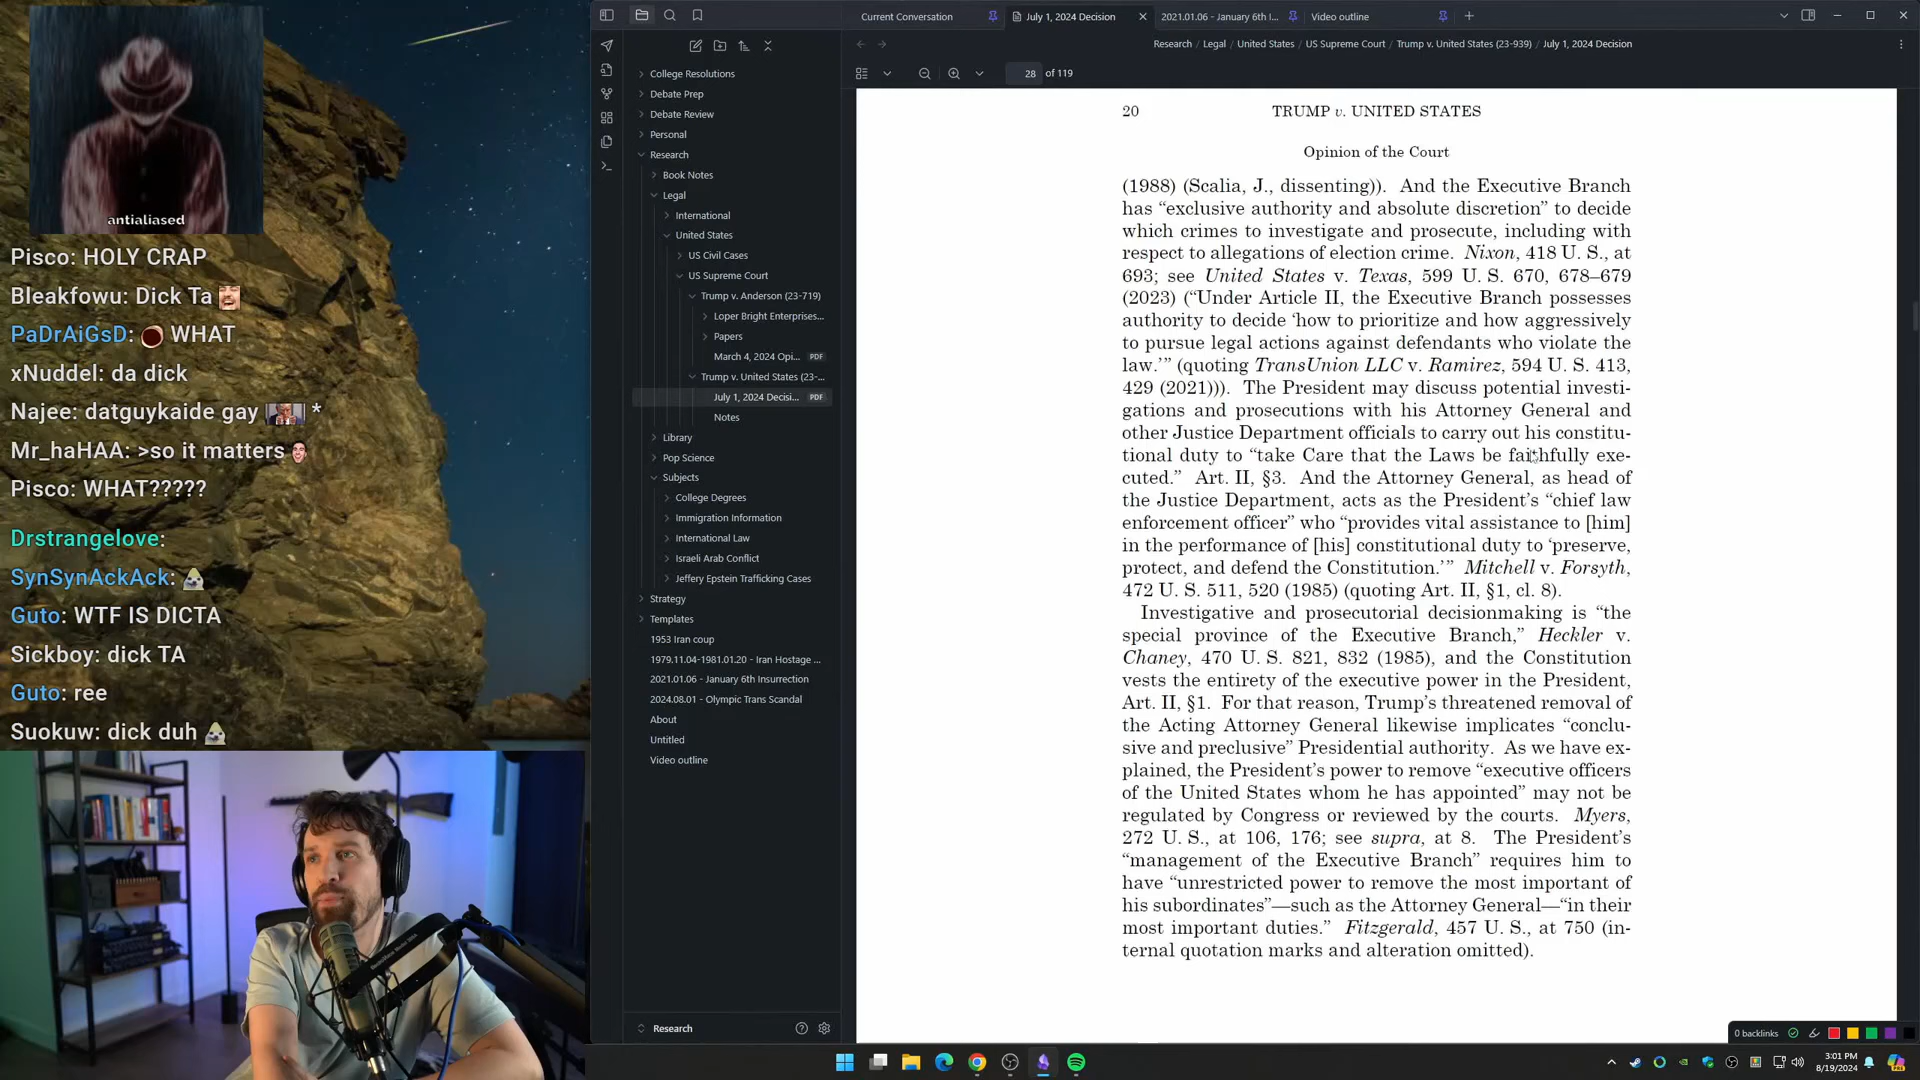 antialiased
Pisco: HOLY CRAP
Bleakfowu: Dick Ta
PaDrAiGsD: WHAT
xNuddel: da dick
Najee: datguykaide gay *
Mr_haHAA: >so it matters
Pisco: WHAT?????
Drstrangelove:
SynSynAckAck:
Guto: WTF IS DICTA
Sickboy: dick TA
Guto: ree
Suokuw: dick duh
College Resolutions
Debate Prep
Debate Review
Personal
Research
Book Notes
Legal
International
United States
US Civil Cases
US Supreme Court
Trump v. Anderson (23-719)
Loper Bright Enterprises...
Papers
March 4, 2024 Opi... PDF
Trump v. United States (23-...
July 1, 2024 Decisi... PDF
Notes
Library
Pop Science
Subjects
College Degrees
Immigration Information
International Law
Israeli Arab Conflict
Jeffery Epstein Trafficking Cases
Strategy
Templates
1953 Iran coup
1979.11.04-1981.01.20 - Iran Hostage ...
2021.01.06 - January 6th Insurrection
2024.08.01 - Olympic Trans Scandal
About
Untitled
Video outline
Research
Current Conversation
July 1, 2024 Decision
2021.01.06 - January 6th I...
Video outline
Research / Legal / United States / US Supreme Court / Trump v. United States (23-939) / July 1, 2024 Decision
28 of 119
20 TRUMP v. UNITED STATES
Opinion of the Court
(1988) (Scalia, J., dissenting)). And the Executive Branch
has “exclusive authority and absolute discretion” to decide
which crimes to investigate and prosecute, including with
respect to allegations of election crime. Nixon, 418 U. S., at
693; see United States v. Texas, 599 U. S. 670, 678–679
(2023) (“Under Article II, the Executive Branch possesses
authority to decide ‘how to prioritize and how aggressively
to pursue legal actions against defendants who violate the
law.’” (quoting TransUnion LLC v. Ramirez, 594 U. S. 413,
429 (2021))). The President may discuss potential investi-
gations and prosecutions with his Attorney General and
other Justice Department officials to carry out his constitu-
tional duty to “take Care that the Laws be faithfully exe-
cuted.” Art. II, §3. And the Attorney General, as head of
the Justice Department, acts as the President’s “chief law
enforcement officer” who “provides vital assistance to [him]
in the performance of [his] constitutional duty to ‘preserve,
protect, and defend the Constitution.’” Mitchell v. Forsyth,
472 U. S. 511, 520 (1985) (quoting Art. II, §1, cl. 8).
Investigative and prosecutorial decisionmaking is “the
special province of the Executive Branch,” Heckler v.
Chaney, 470 U. S. 821, 832 (1985), and the Constitution
vests the entirety of the executive power in the President,
Art. II, §1. For that reason, Trump’s threatened removal of
the Acting Attorney General likewise implicates “conclu-
sive and preclusive” Presidential authority. As we have ex-
plained, the President’s power to remove “executive officers
of the United States whom he has appointed” may not be
regulated by Congress or reviewed by the courts. Myers,
272 U. S., at 106, 176; see supra, at 8. The President’s
“management of the Executive Branch” requires him to
have “unrestricted power to remove the most important of
his subordinates”—such as the Attorney General—“in their
most important duties.” Fitzgerald, 457 U. S., at 750 (in-
ternal quotation marks and alteration omitted).
0 backlinks
3:01 PM
8/19/2024